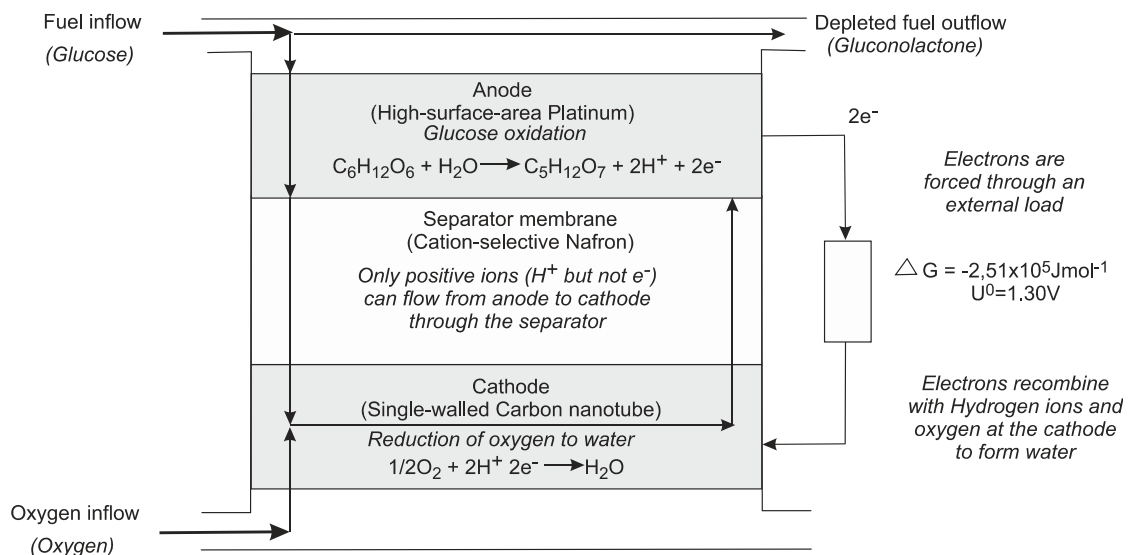 Fuel inflow
(Glucose)
Depleted fuel outflow
(Gluconolactone)
Anode
(High-surface-area Platinum)
Glucose oxidation
C₆H₁₂O₆ + H₂O → C₅H₁₂O₇ + 2H⁺ + 2e⁻
2e⁻
Electrons are
forced through an
external load
Separator membrane
(Cation-selective Nafron)
Only positive ions (H⁺ but not e⁻)
can flow from anode to cathode
through the separator
△ G = -2,51x10⁵Jmol⁻¹
U⁰=1.30V
Cathode
(Single-walled Carbon nanotube)
Reduction of oxygen to water
1/2O₂ + 2H⁺ 2e⁻ → H₂O
Electrons recombine
with Hydrogen ions and
oxygen at the cathode
to form water
Oxygen inflow
(Oxygen)